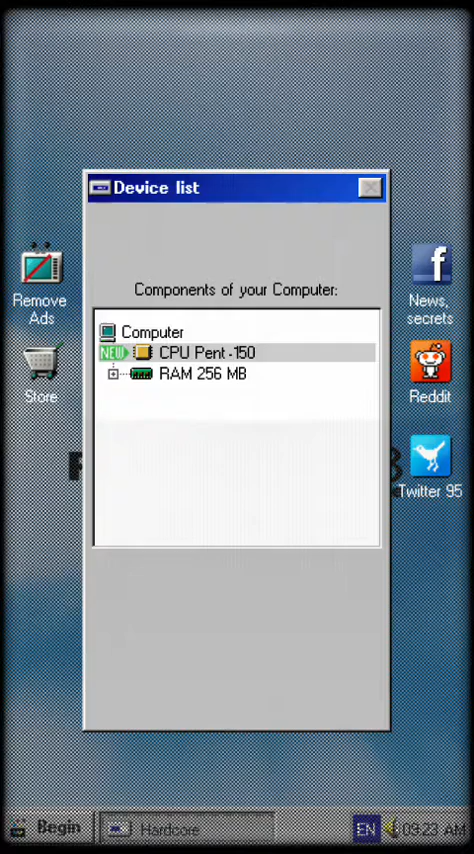 Device list
Components of your Computer:
Computer
NEW CPU Pent-150
RAM 256 MB
Remove
Ads
Store
News,
secrets
Reddit
Twitter 95
Begin
Hardcore
EN 03:23 AM